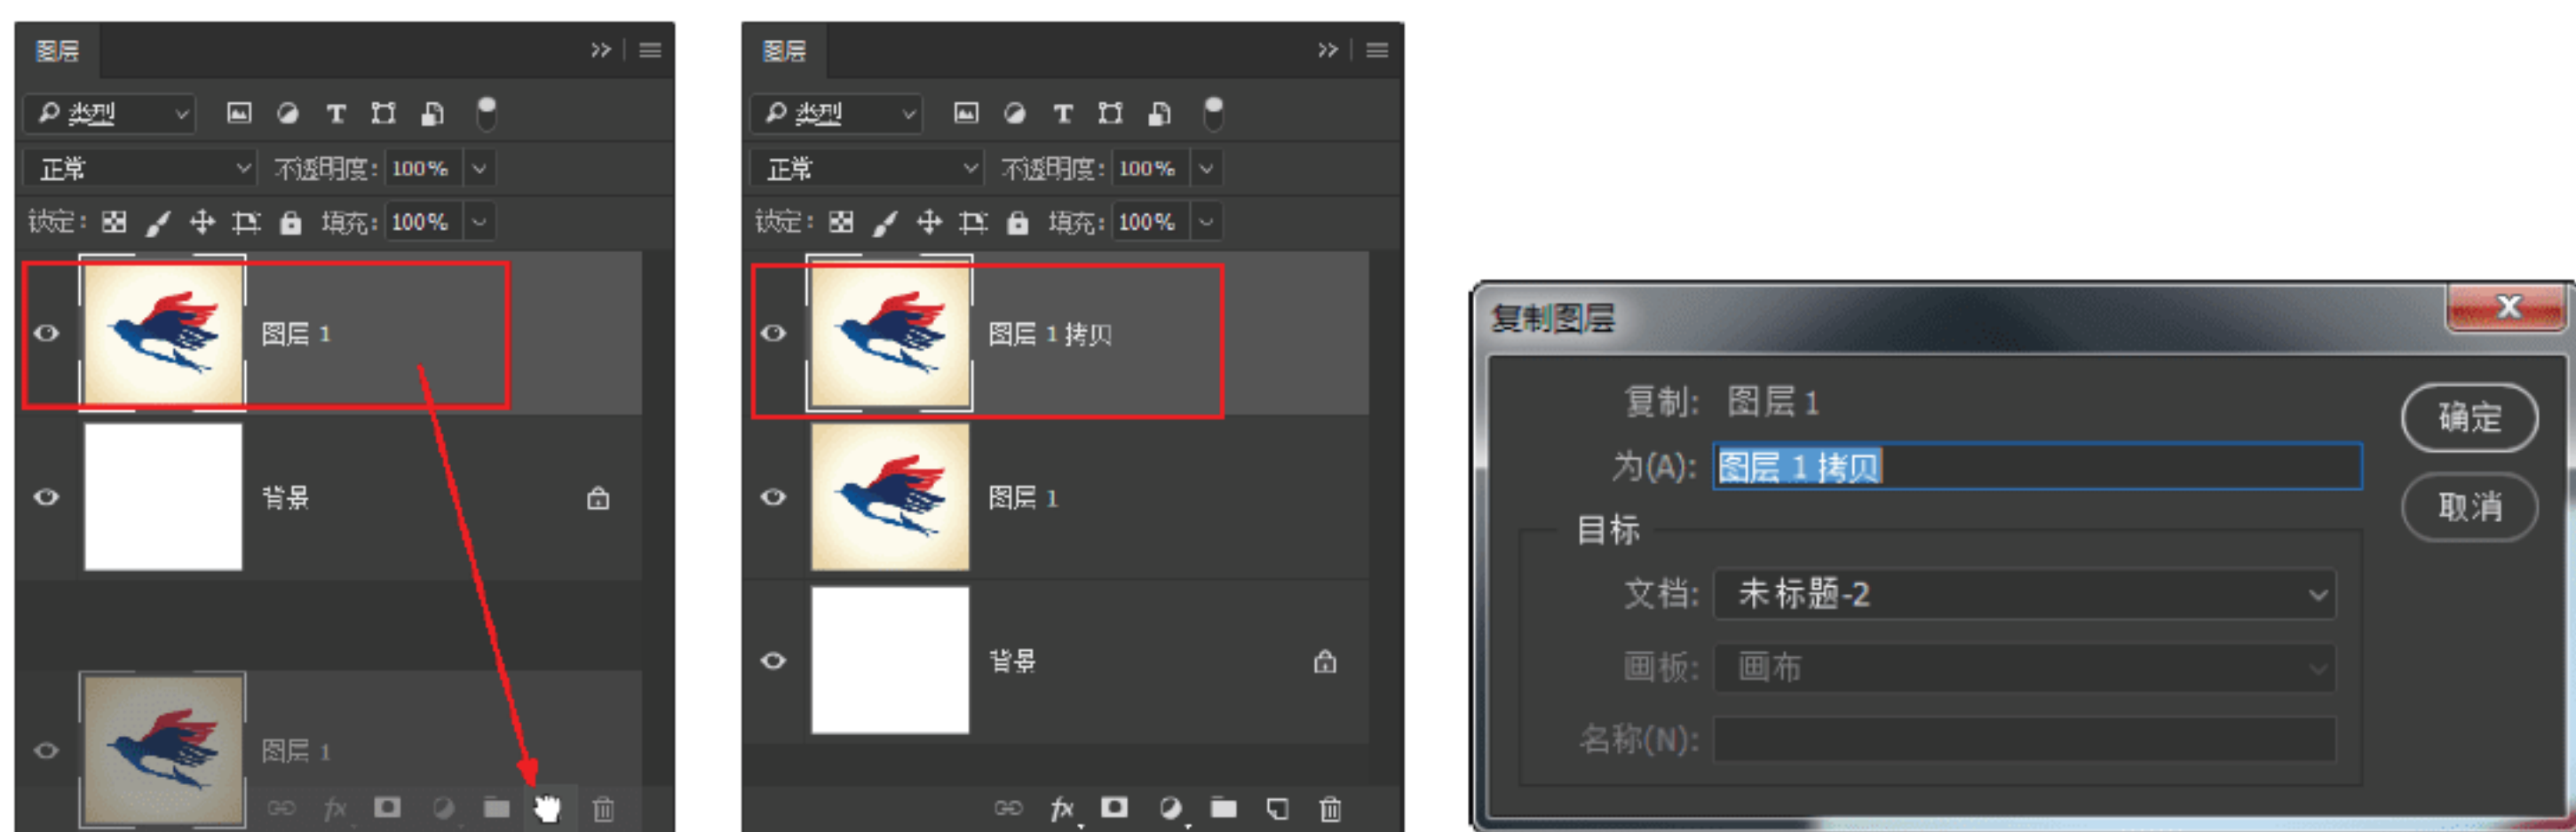 图层
类型
正常 不透明度: 100%
锁定: 填充: 100%
图层 1
背景
图层 1
fx
图层
类型
正常 不透明度: 100%
锁定: 填充: 100%
图层 1 拷贝
图层 1
背景
fx
复制图层
复制: 图层 1
为(A): 图层 1 拷贝
确定
取消
目标
文档: 未标题-2
画板: 画布
名称(N):